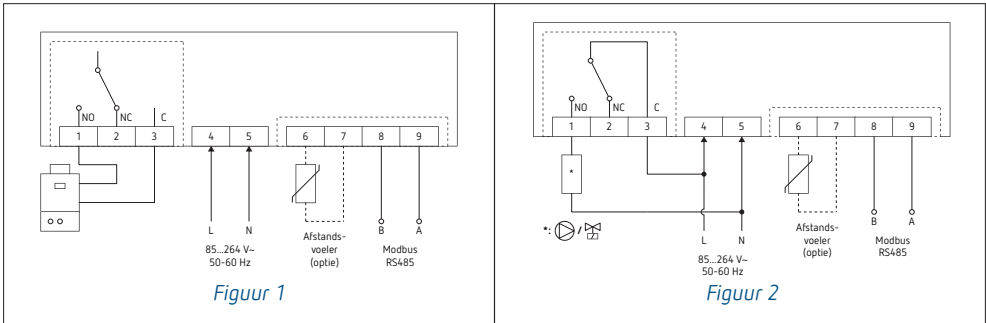 NO NC C
1 2 3 4 5 6 7 8 9
L N B A
85...264 V~
50-60 Hz
Afstands-
voeler
(optie)
Modbus
RS485
Figuur 1
NO NC C
1 2 3 4 5 6 7 8 9
*
*: /
L N B A
85...264 V~
50-60 Hz
Afstands-
voeler
(optie)
Modbus
RS485
Figuur 2